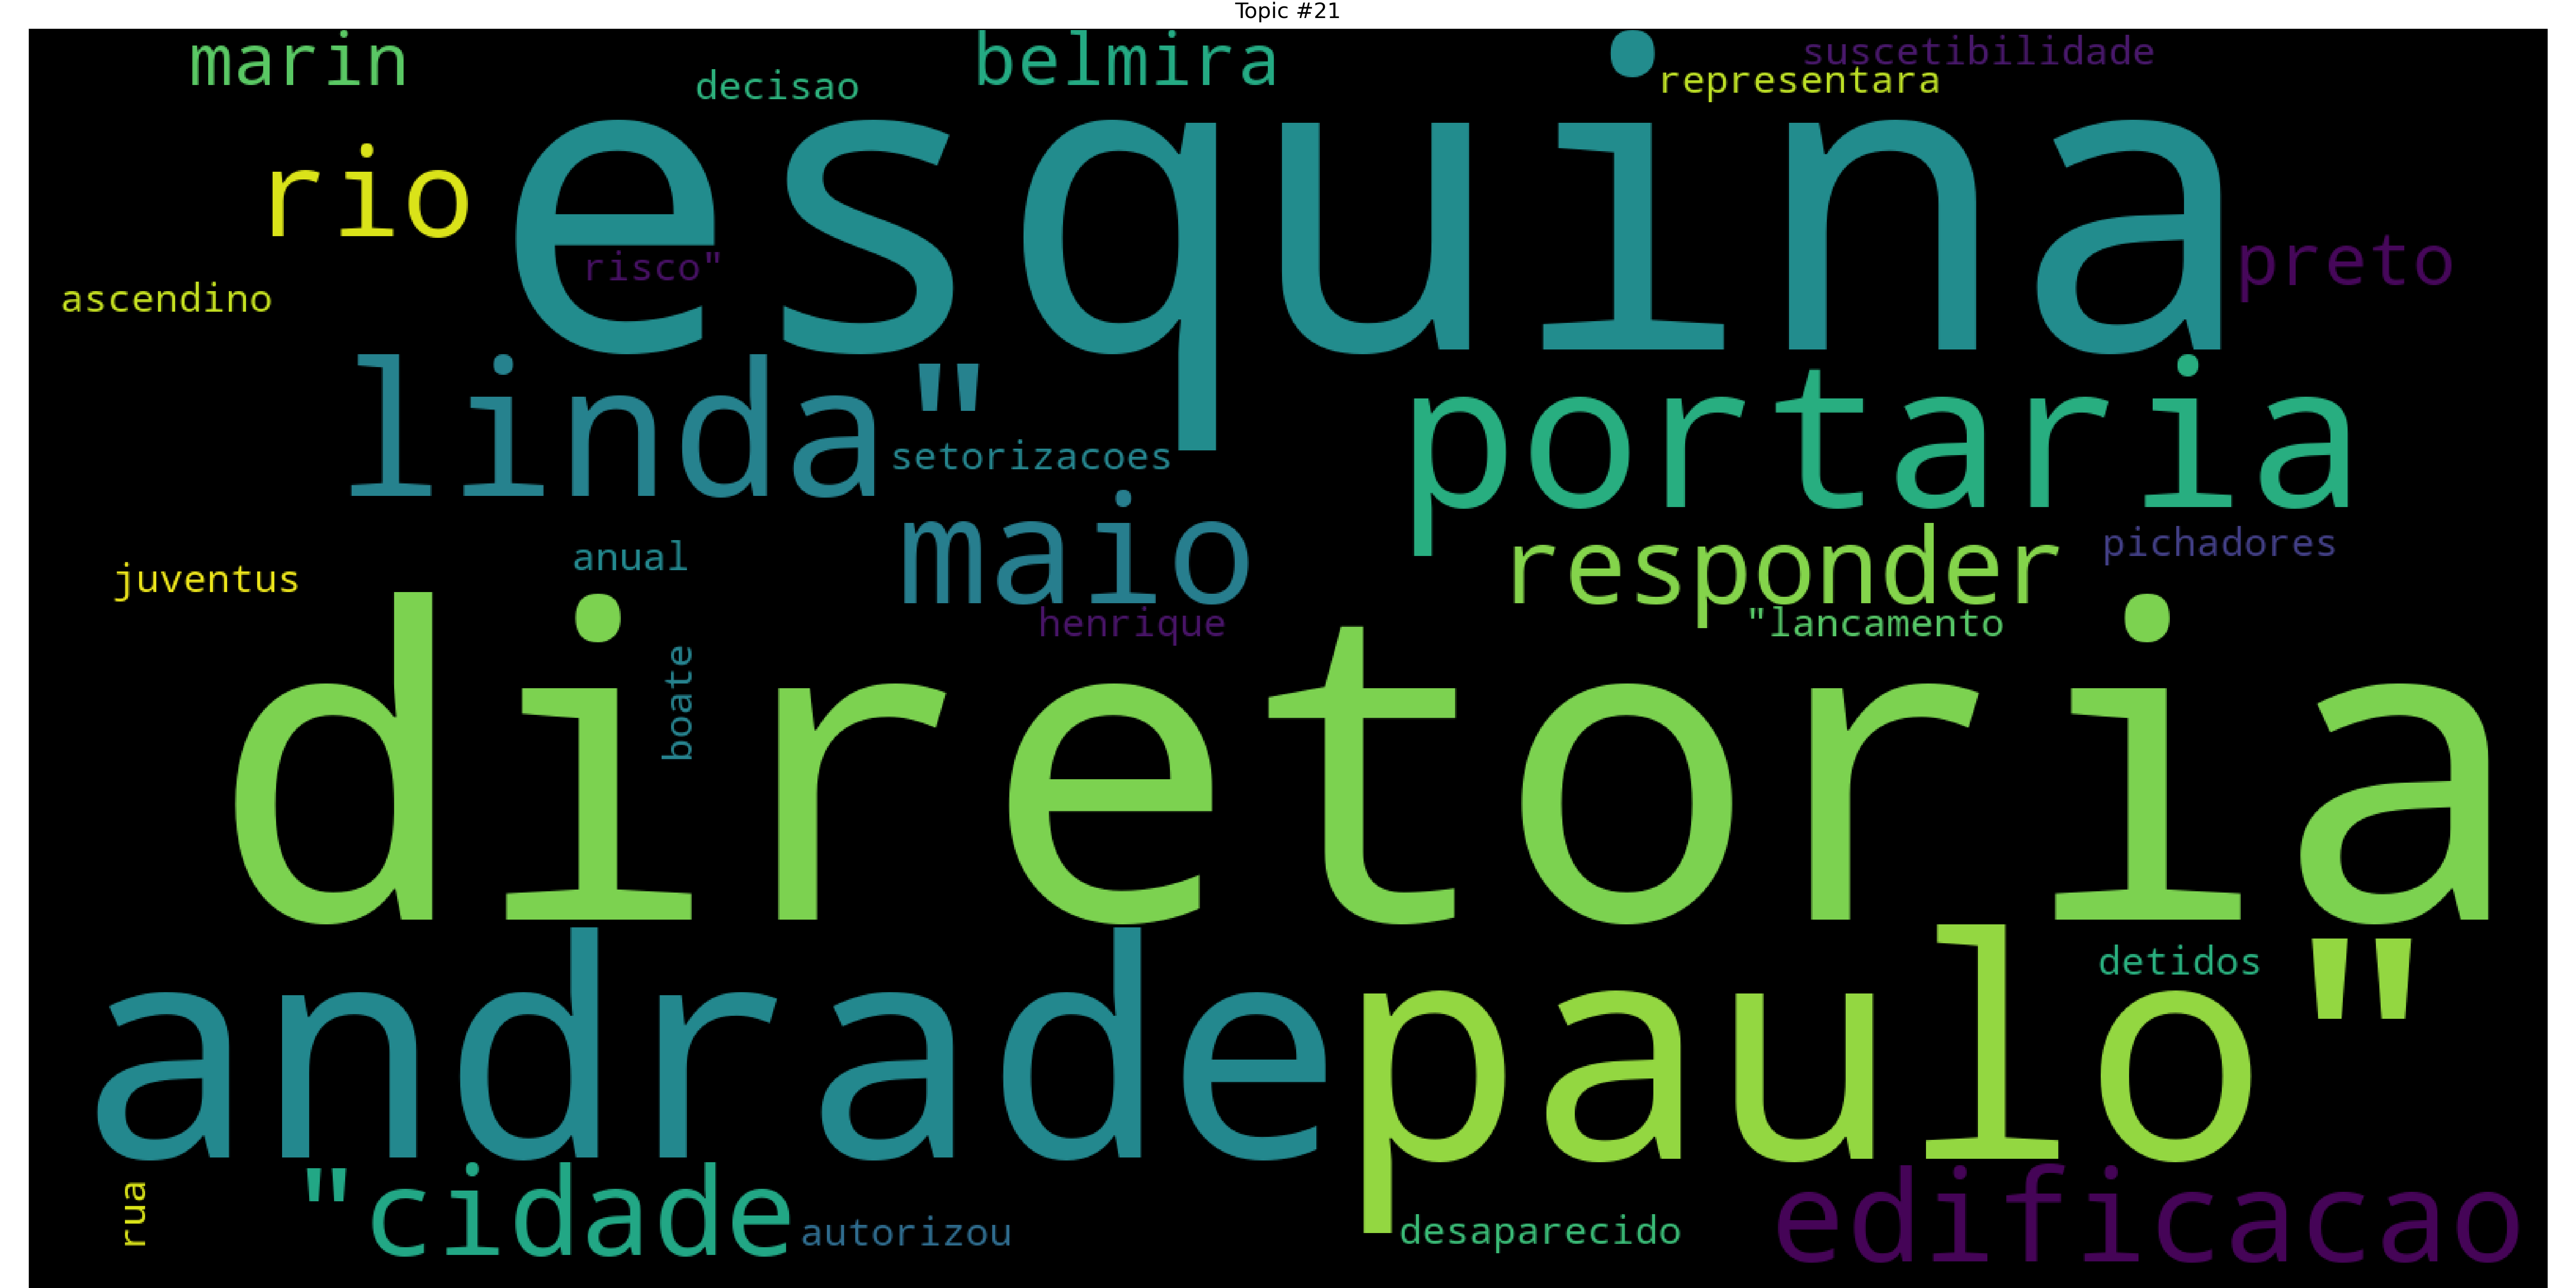 Topic #21
marin
belmira
suscetibilidade
decisao
representara
rio
esquina
preto
risco"
ascendino
linda"
portaria
setorizacoes
maio
responder
pichadores
anual
juventus
henrique
"lancamento
boate
diretoria
andrade
paulo"
detidos
rua
"cidade
autorizou
desaparecido
edificacao